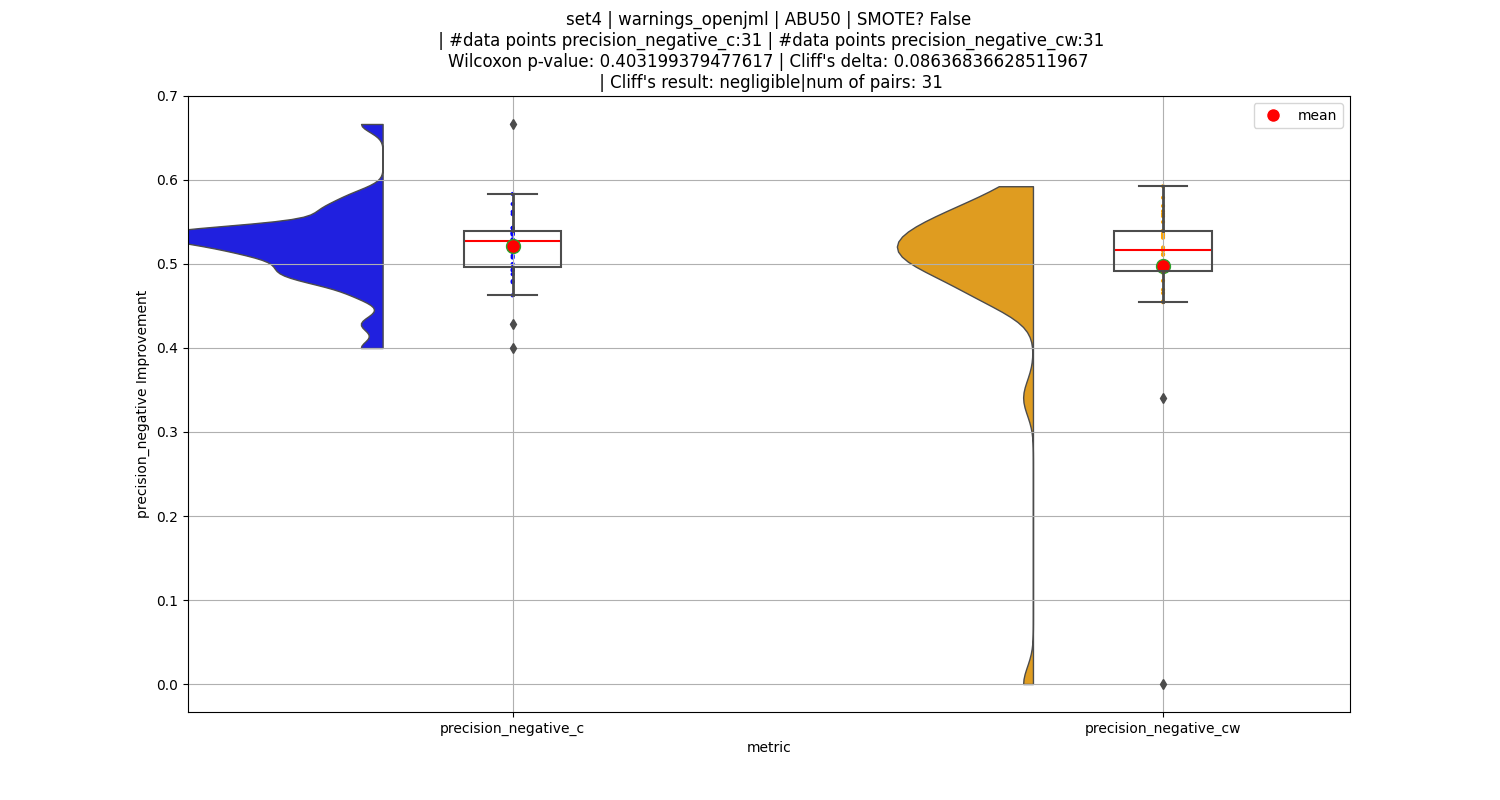 set4 | warnings_openjml | ABU50 | SMOTE? False
| #data points precision_negative_c:31 | #data points precision_negative_cw:31
Wilcoxon p-value: 0.403199379477617 | Cliff's delta: 0.08636836628511967
| Cliff's result: negligible|num of pairs: 31
mean
0.7
0.6
0.5
0.4
0.3
0.2
0.1
0.0
precision_negative Improvement
precision_negative_c
precision_negative_cw
metric